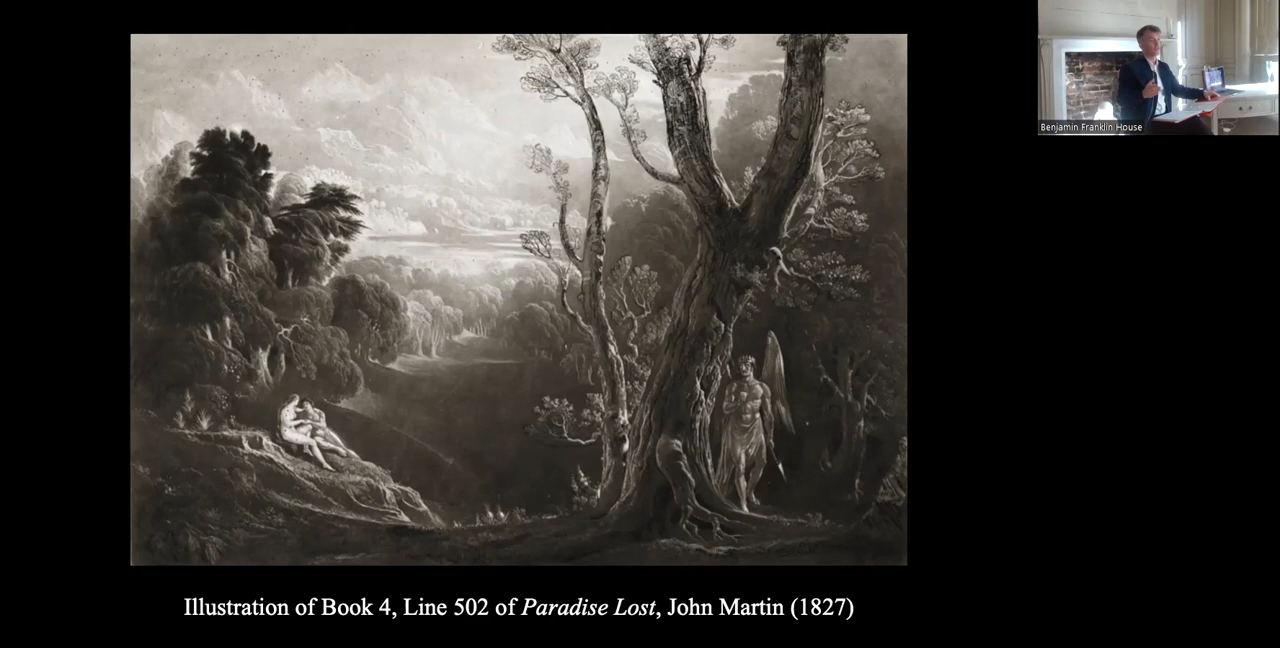 Benjamin Franklin House
Illustration of Book 4, Line 502 of Paradise Lost, John Martin (1827)